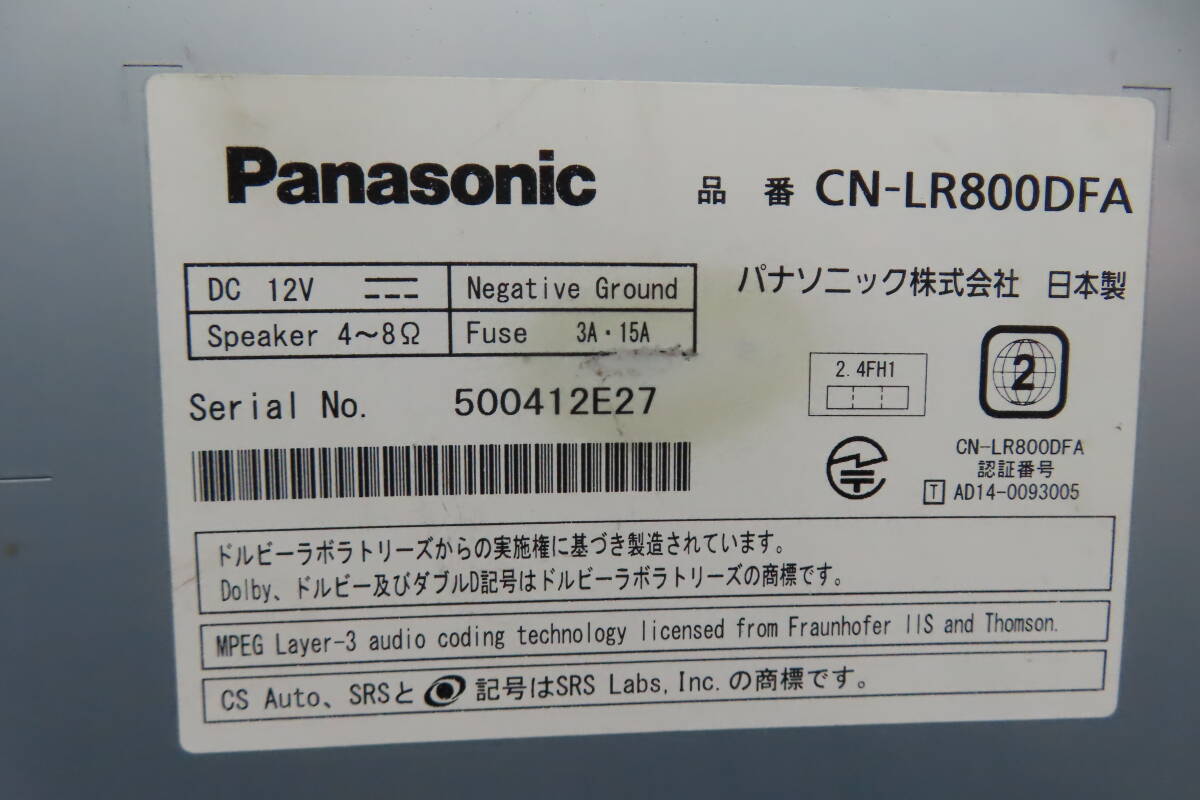 Panasonic 品番 CN-LR800DFA
DC 12V Negative Ground
Speaker 4〜8Ω Fuse 3A・15A
パナソニック株式会社 日本製
Serial No. 500412E27
2.4FH1
2
CN-LR800DFA
認証番号
T AD14-0093005
ドルビーラボラトリーズからの実施権に基づき製造されています。
Dolby、ドルビー及びダブルD記号はドルビーラボラトリーズの商標です。
MPEG Layer-3 audio coding technology licensed from Fraunhofer IIS and Thomson.
CS Auto、SRSと 記号はSRS Labs, Inc. の商標です。